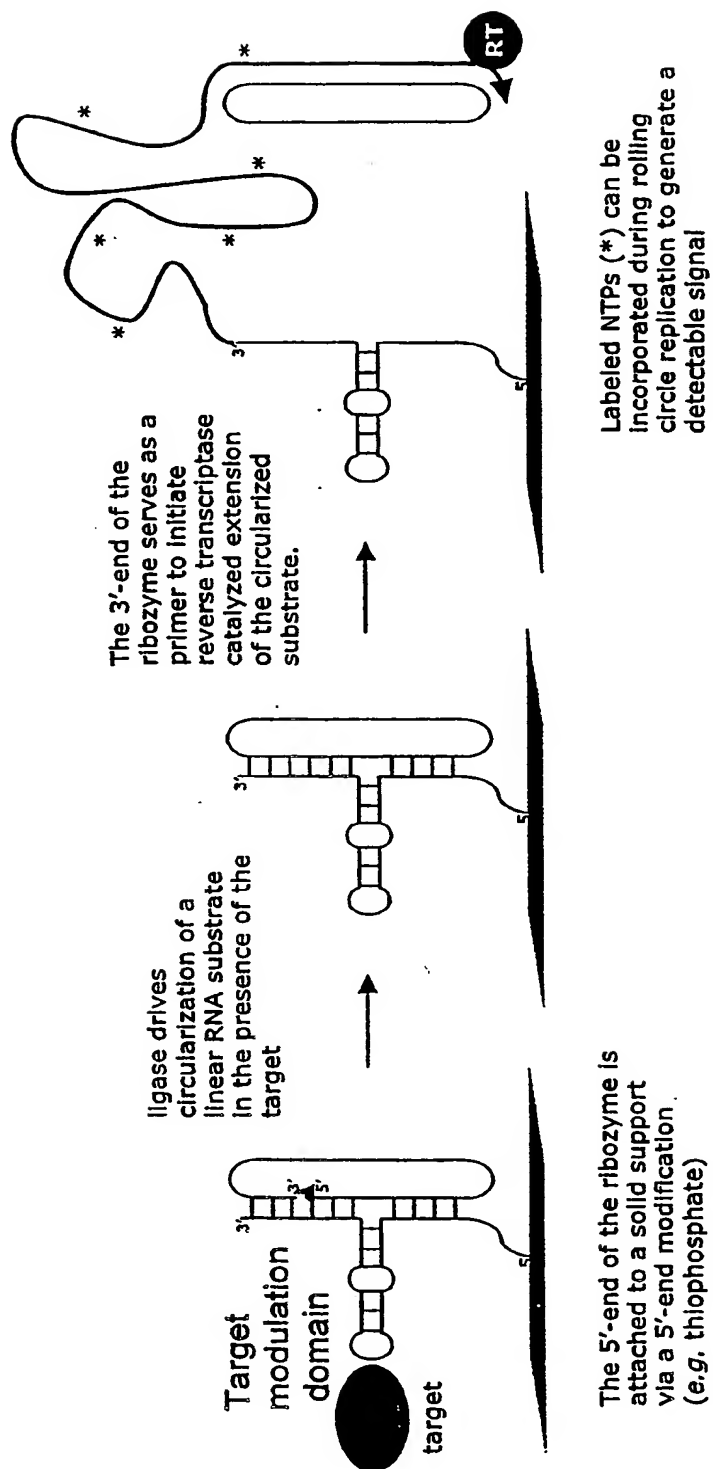 Target
modulation
domain
target
3'
3'
5'
5'
The 5'-end of the ribozyme is
attached to a solid support
via a 5'-end modification
(e.g. thiophosphate)
ligase drives
circularization of a
linear RNA substrate
in the presence of the
target
3'
5'
The 3'-end of the
ribozyme serves as a
primer to initiate
reverse transcriptase
catalyzed extension
of the circularized
substrate.
3'
5'
*
*
*
*
*
*
RT
Labeled NTPs (*) can be
incorporated during rolling
circle replication to generate a
detectable signal